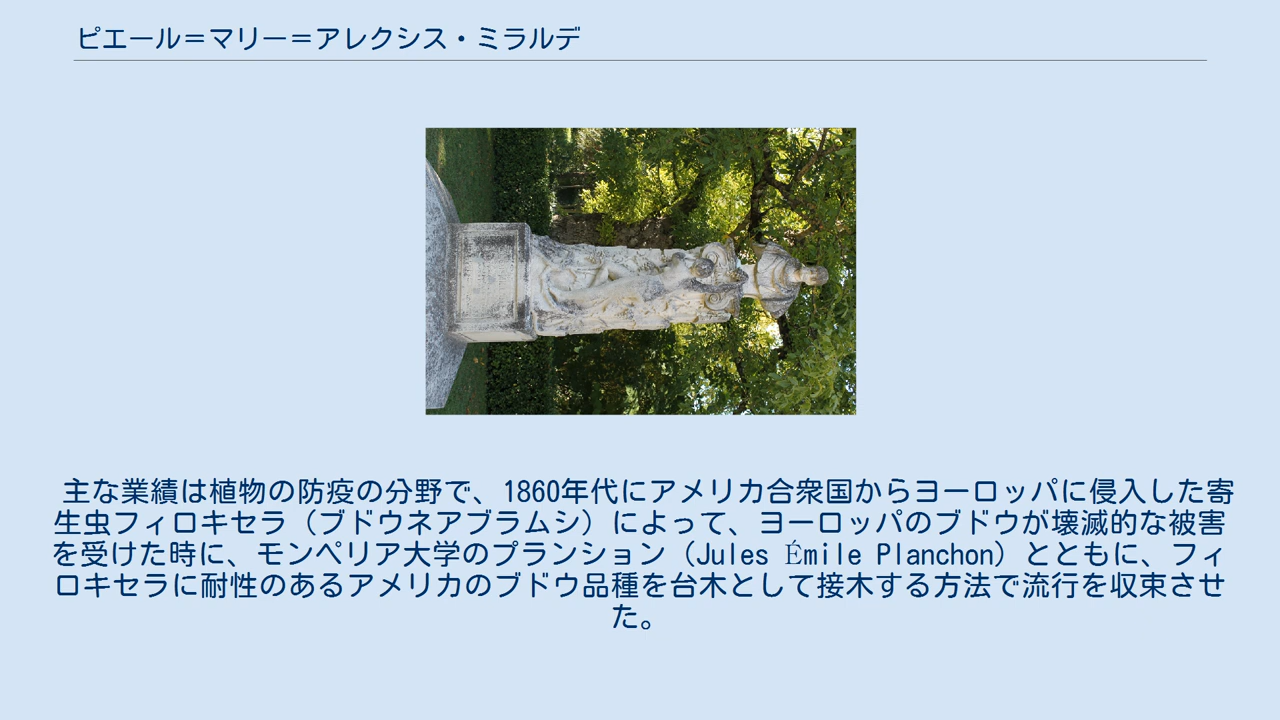 ピエール＝マリー＝アレクシス・ミラルデ
主な業績は植物の防疫の分野で、1860年代にアメリカ合衆国からヨーロッパに侵入した寄
生虫フィロキセラ（ブドウネアブラムシ）によって、ヨーロッパのブドウが壊滅的な被害
を受けた時に、モンペリア大学のプランション（Jules Émile Planchon）とともに、フィ
ロキセラに耐性のあるアメリカのブドウ品種を台木として接木する方法で流行を収束させ
た。